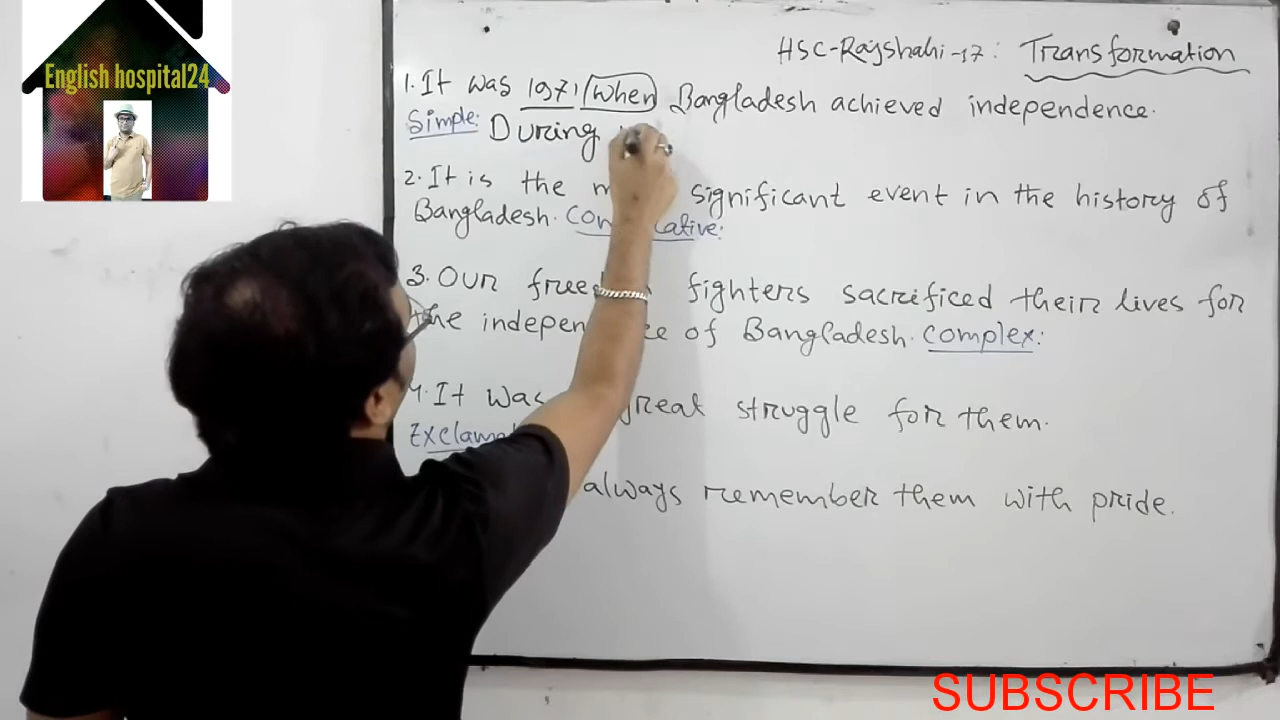 English hospital24
HSC-Rajshahi-17: Transformation
1. It was 1971 when Bangladesh achieved independence.
Simple: During
2. It is the significant event in the history of
Bangladesh.
3. Our fighters sacrificed their lives for
the of Bangladesh. Complex:
4. It was great struggle for them.
always remember them with pride.
SUBSCRIBE